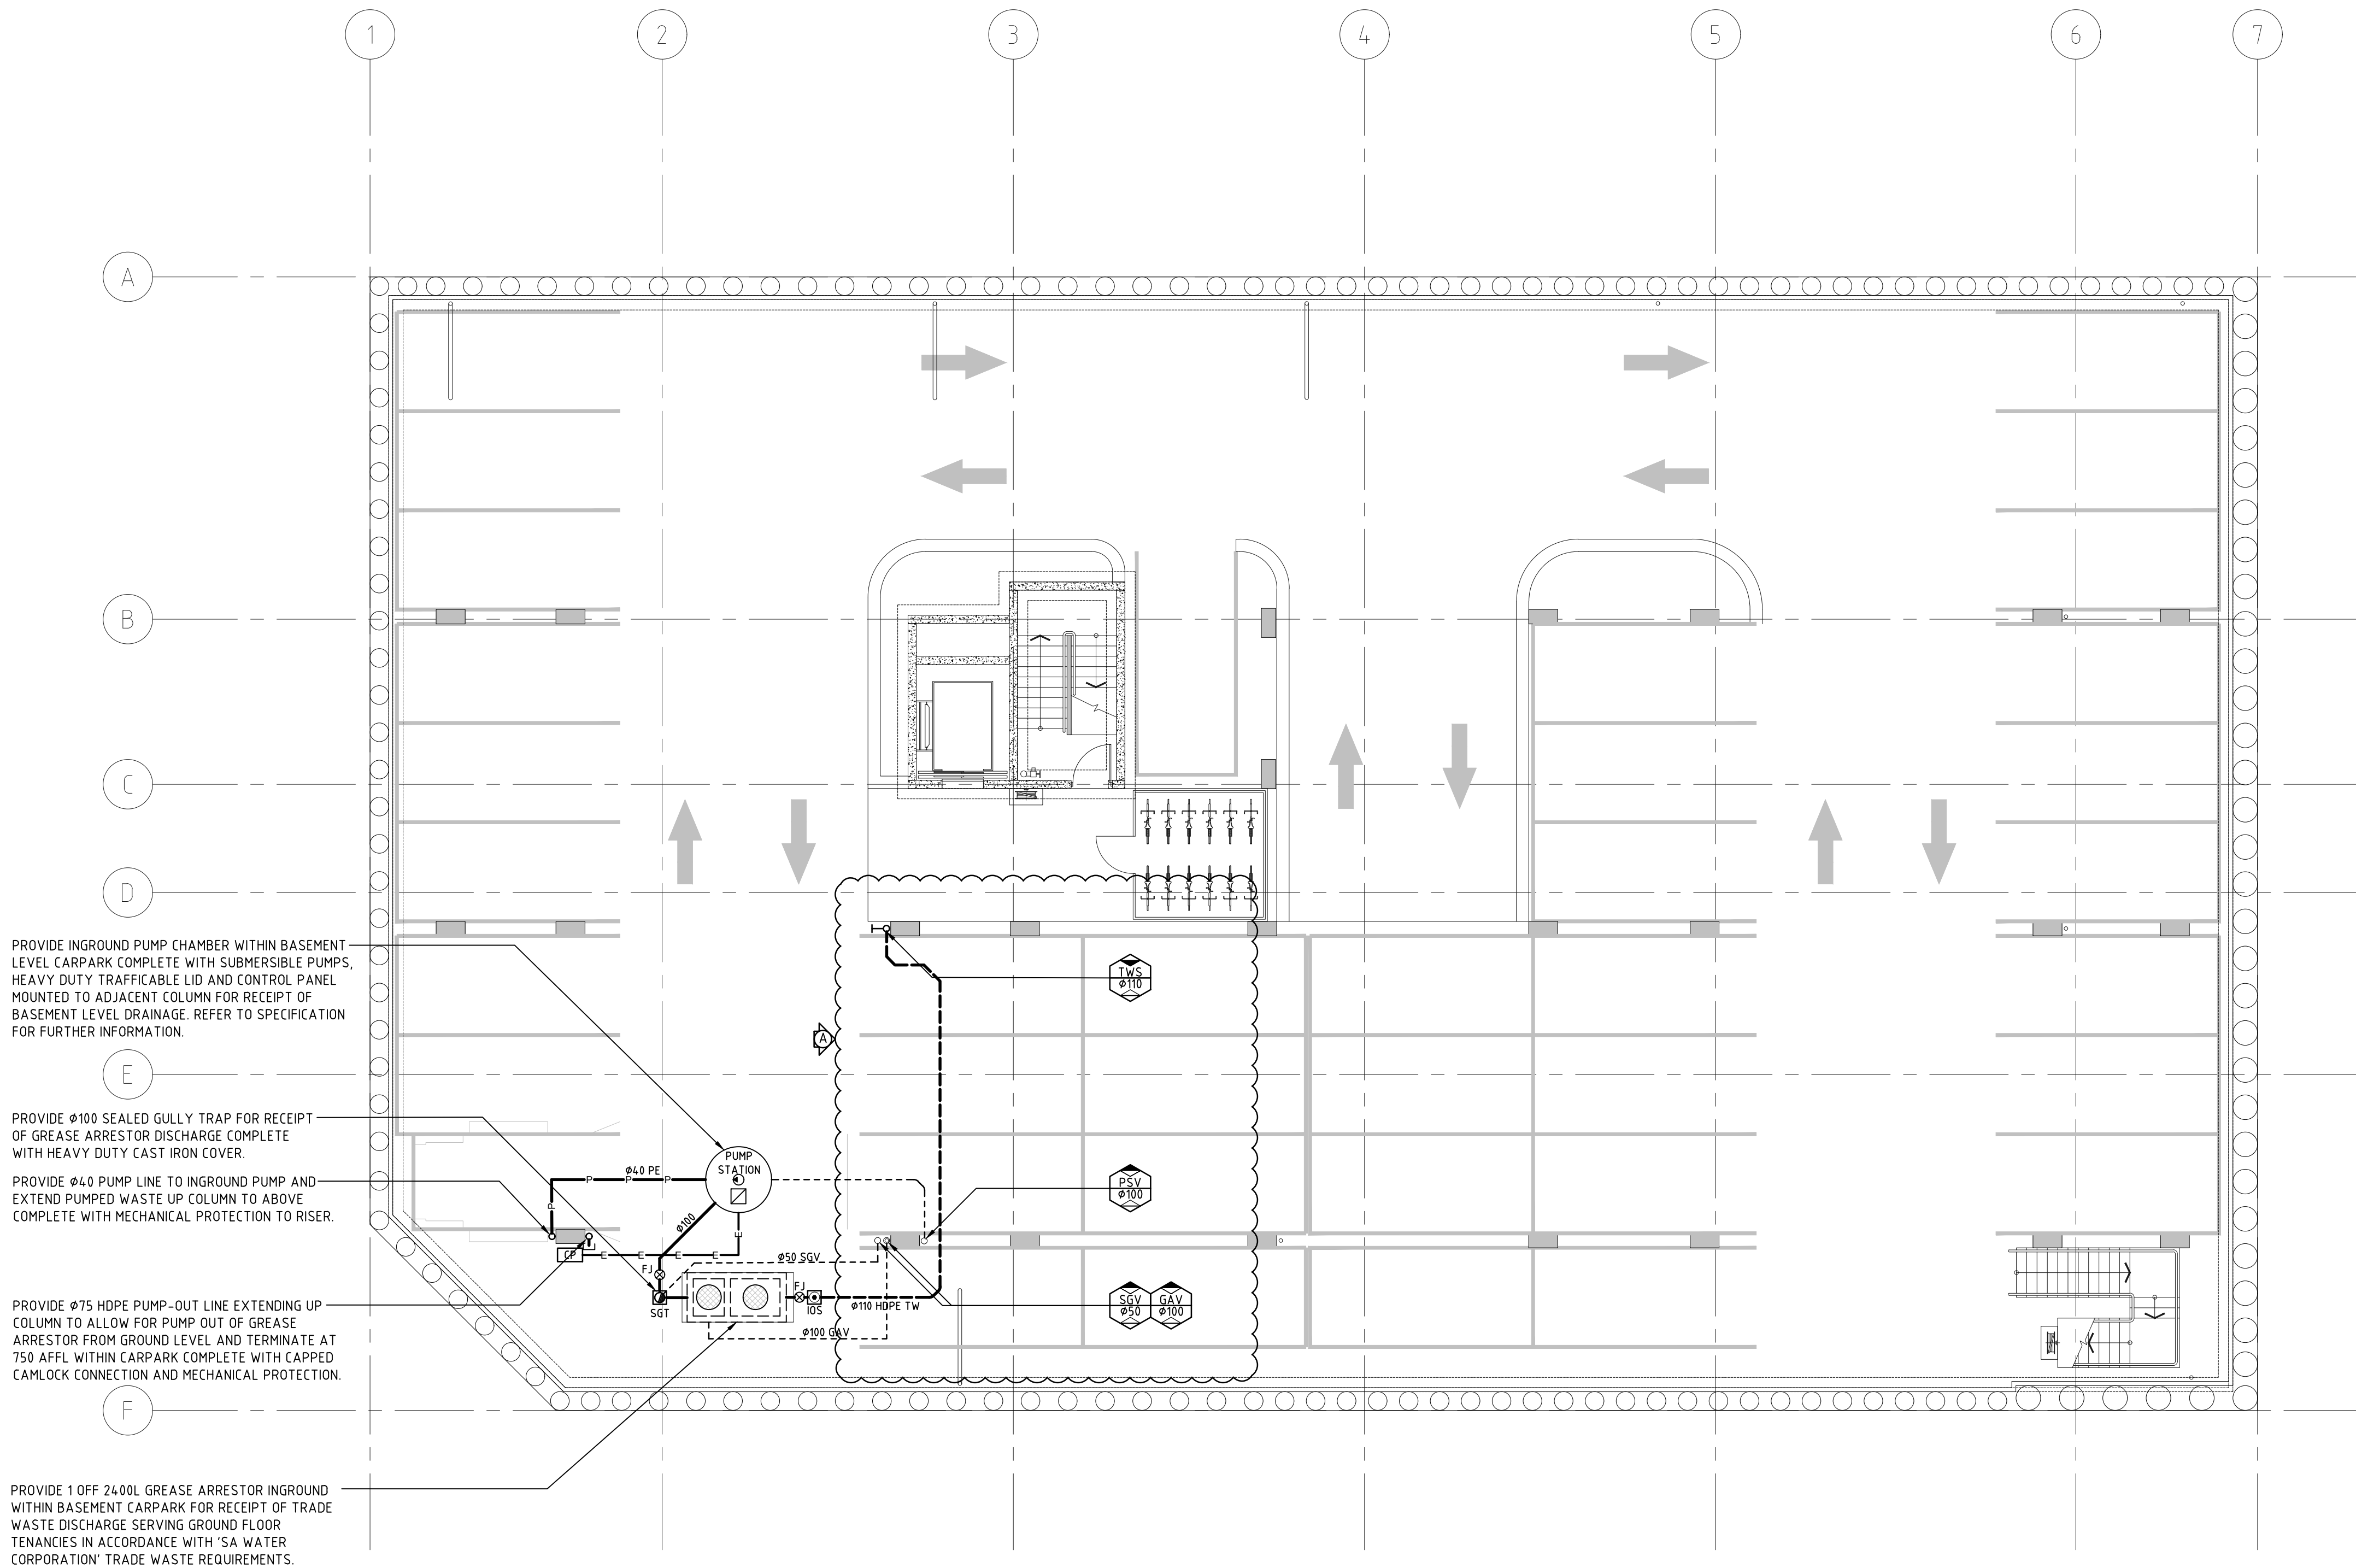 1
2
3
4
5
6
7
A
B
C
D
E
F
PROVIDE INGROUND PUMP CHAMBER WITHIN BASEMENT
LEVEL CARPARK COMPLETE WITH SUBMERSIBLE PUMPS,
HEAVY DUTY TRAFFICABLE LID AND CONTROL PANEL
MOUNTED TO ADJACENT COLUMN FOR RECEIPT OF
BASEMENT LEVEL DRAINAGE. REFER TO SPECIFICATION
FOR FURTHER INFORMATION.
PROVIDE Ø100 SEALED GULLY TRAP FOR RECEIPT
OF GREASE ARRESTOR DISCHARGE COMPLETE
WITH HEAVY DUTY CAST IRON COVER.
PROVIDE Ø40 PUMP LINE TO INGROUND PUMP AND
EXTEND PUMPED WASTE UP COLUMN TO ABOVE
COMPLETE WITH MECHANICAL PROTECTION TO RISER.
PROVIDE Ø75 HDPE PUMP-OUT LINE EXTENDING UP
COLUMN TO ALLOW FOR PUMP OUT OF GREASE
ARRESTOR FROM GROUND LEVEL AND TERMINATE AT
750 AFFL WITHIN CARPARK COMPLETE WITH CAPPED
CAMLOCK CONNECTION AND MECHANICAL PROTECTION.
PROVIDE 1 OFF 2400L GREASE ARRESTOR INGROUND
WITHIN BASEMENT CARPARK FOR RECEIPT OF TRADE
WASTE DISCHARGE SERVING GROUND FLOOR
TENANCIES IN ACCORDANCE WITH 'SA WATER
CORPORATION' TRADE WASTE REQUIREMENTS.
A
TWS
Ø110
PUMP
STATION
Ø40 PE
P
P
P
P
PSV
Ø100
Ø100
E
CP
E
E
E
E
Ø50 SGV
FJ
SGT
FJ
IOS
Ø110 HDPE TW
Ø100 GAV
SGV
Ø50
GAV
Ø100